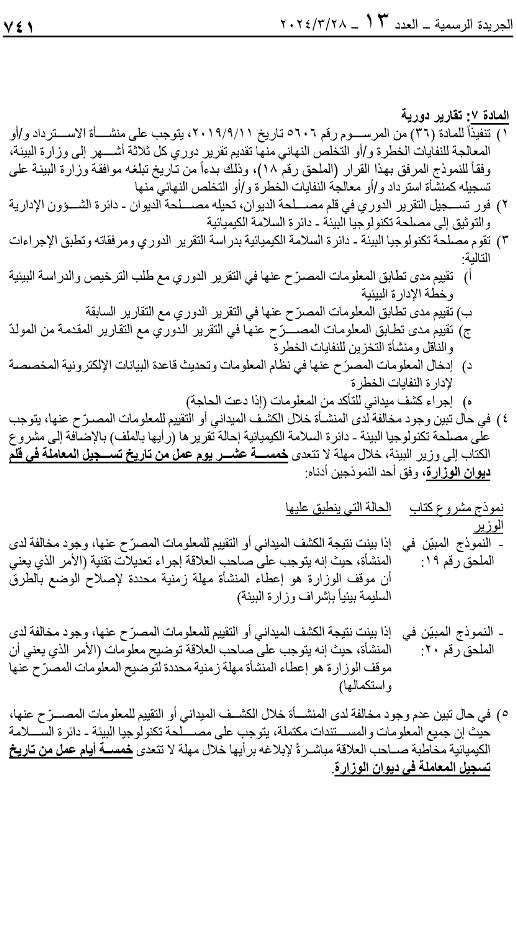 الجريدة الرسمية ــ العدد ١٣ ــ ٢٠٢٤/٣/٢٨
٧٤١
المادة ٧: تقارير دورية
١) تنفيذاً للمادة (٣٦) من المرسوم رقم ٥٦٠٦ تاريخ ٢٠١٩/٩/١١، يتوجب على منشأة الاسترداد و/أو
المعالجة للنفايات الخطرة و/أو التخلص النهائي منها تقديم تقرير دوري كل ثلاثة أشهر إلى وزارة البيئة،
وفقاً للنموذج المرفق بهذا القرار (الملحق رقم ١٨)، وذلك بدءاً من تاريخ تبلغه موافقة وزارة البيئة على
تسجيله كمنشأة استرداد و/أو معالجة النفايات الخطرة و/أو التخلص النهائي منها
٢) فور تسجيل التقرير الدوري في قلم مصلحة الديوان، تحيله مصلحة الديوان - دائرة الشؤون الإدارية
والتوثيق إلى مصلحة تكنولوجيا البيئة - دائرة السلامة الكيميائية
٣) تقوم مصلحة تكنولوجيا البيئة - دائرة السلامة الكيميائية بدراسة التقرير الدوري ومرفقاته وتطبق الإجراءات
التالية:
أ) تقييم مدى تطابق المعلومات المصرّح عنها في التقرير الدوري مع طلب الترخيص والدراسة البيئية
وخطة الإدارة البيئية
ب) تقييم مدى تطابق المعلومات المصرّح عنها في التقرير الدوري مع التقارير السابقة
ج) تقييم مدى تطابق المعلومات المصرّح عنها في التقرير الدوري مع التقارير المقدمة من المولد
والناقل ومنشأة التخزين للنفايات الخطرة
د) إدخال المعلومات المصرّح عنها في نظام المعلومات وتحديث قاعدة البيانات الإلكترونية المخصصة
لإدارة النفايات الخطرة
ه) إجراء كشف ميداني للتأكد من المعلومات (إذا دعت الحاجة)
٤) في حال تبين وجود مخالفة لدى المنشأة خلال الكشف الميداني أو التقييم للمعلومات المصرّح عنها، يتوجب
على مصلحة تكنولوجيا البيئة - دائرة السلامة الكيميائية إحالة تقريرها (رأيها بالملف) بالإضافة إلى مشروع
الكتاب إلى وزير البيئة، خلال مهلة لا تتعدى خمسة عشر يوم عمل من تاريخ تسجيل المعاملة في قلم
ديوان الوزارة، وفق أحد النموذجين أدناه:
نموذج مشروع كتاب الحالة التي ينطبق عليها
الوزير
- النموذج المبيّن في إذا بينت نتيجة الكشف الميداني أو التقييم للمعلومات المصرّح عنها، وجود مخالفة لدى
الملحق رقم ١٩: المنشأة، حيث إنه يتوجب على صاحب العلاقة إجراء تعديلات تقنية (الأمر الذي يعني
أن موقف الوزارة هو إعطاء المنشأة مهلة زمنية محددة لإصلاح الوضع بالطرق
السليمة بيئياً بإشراف وزارة البيئة)
- النموذج المبيّن في إذا بينت نتيجة الكشف الميداني أو التقييم للمعلومات المصرّح عنها، وجود مخالفة لدى
الملحق رقم ٢٠: المنشأة، حيث إنه يتوجب على صاحب العلاقة توضيح معلومات (الأمر الذي يعني أن
موقف الوزارة هو إعطاء المنشأة مهلة زمنية محددة لتوضيح المعلومات المصرّح عنها
واستكمالها)
٥) في حال تبين عدم وجود مخالفة لدى المنشأة خلال الكشف الميداني أو التقييم للمعلومات المصرّح عنها،
حيث إن جميع المعلومات والمستندات مكتملة، يتوجب على مصلحة تكنولوجيا البيئة - دائرة السلامة
الكيميائية مخاطبة صاحب العلاقة مباشرةً لإبلاغه برأيها خلال مهلة لا تتعدى خمسة أيام عمل من تاريخ
تسجيل المعاملة في ديوان الوزارة.